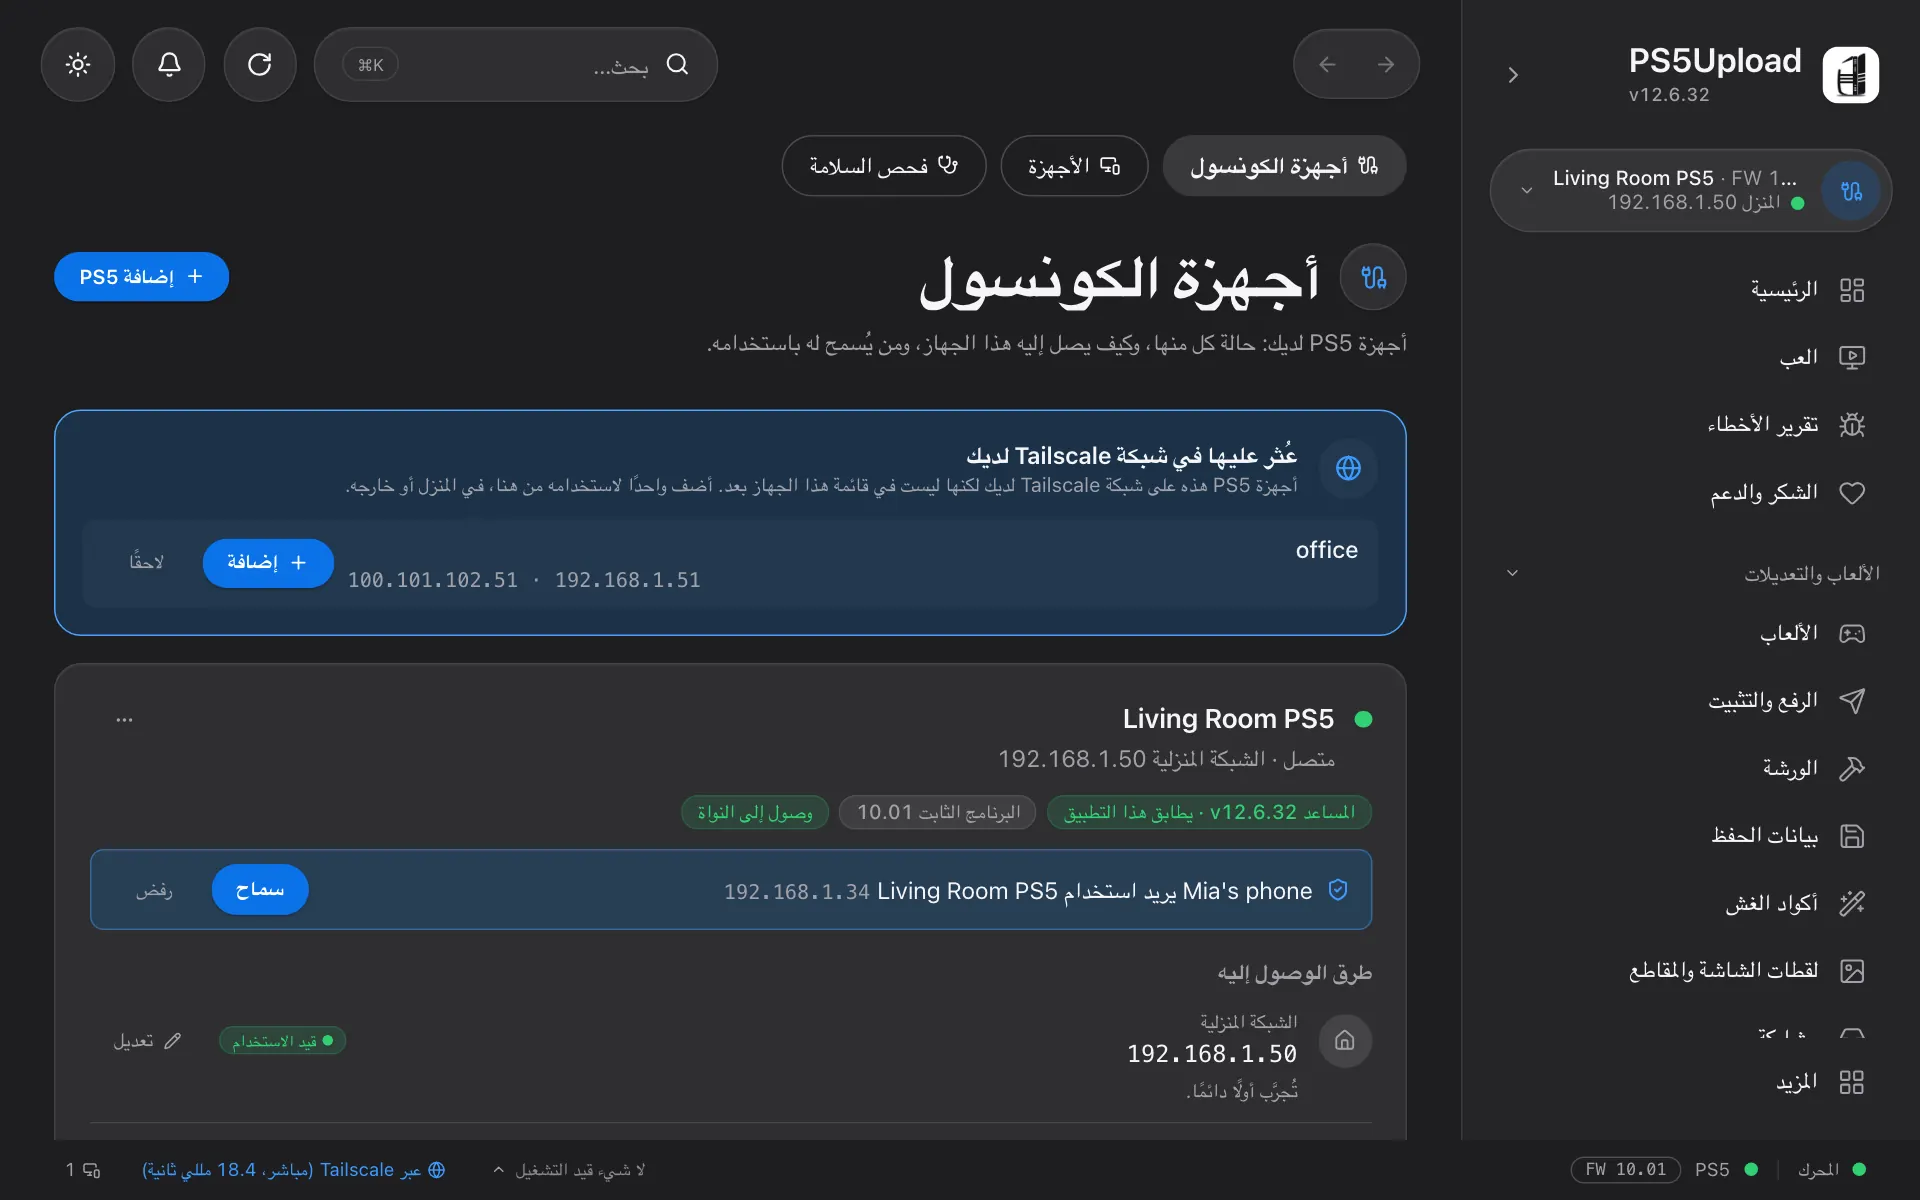 PS5Upload
v12.6.32
Living Room PS5 · FW 1...
المنزل 192.168.1.50
الرئيسية
العب
تقرير الأخطاء
الشكر والدعم
الألعاب والتعديلات
الألعاب
الرفع والتثبيت
الورشة
بيانات الحفظ
أكواد الغش
لقطات الشاشة والمقاطع
المزيد
بحث...
⌘K
أجهزة الكونسول
الأجهزة
فحص السلامة
أجهزة الكونسول
إضافة PS5
أجهزة PS5 لديك: حالة كل منها، وكيف يصل إليه هذا الجهاز، ومن يُسمح له باستخدامه.
عُثر عليها في شبكة Tailscale لديك
أجهزة PS5 هذه على شبكة Tailscale لديك لكنها ليست في قائمة هذا الجهاز بعد. أضف واحدًا لاستخدامه من هنا، في المنزل أو خارجه.
office
100.101.102.51 · 192.168.1.51
إضافة
لاحقًا
Living Room PS5
متصل · الشبكة المنزلية 192.168.1.50
المساعد v12.6.32 · يطابق هذا التطبيق
البرنامج الثابت 10.01
وصول إلى النواة
Mia's phone يريد استخدام Living Room PS5 192.168.1.34
سماح
رفض
طرق الوصول إليه
الشبكة المنزلية
192.168.1.50
تُجرَّب أولًا دائمًا.
قيد الاستخدام
تعديل
المحرك
PS5
FW 10.01
لا شيء قيد التشغيل
عبر Tailscale (مباشر، 18.4 مللي ثانية)
1